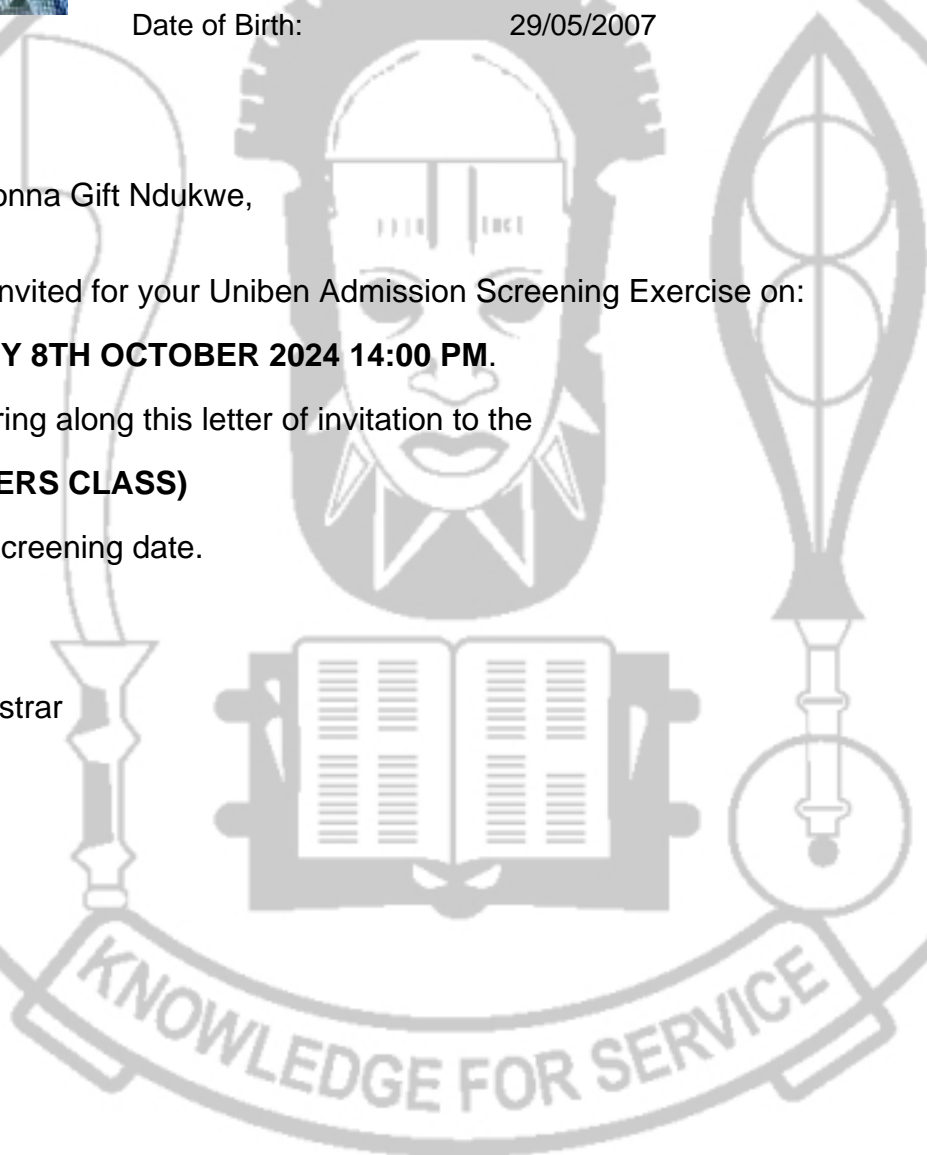 Date of Birth: 29/05/2007
onna Gift Ndukwe,
nvited for your Uniben Admission Screening Exercise on:
Y 8TH OCTOBER 2024 14:00 PM.
ring along this letter of invitation to the
ERS CLASS)
creening date.
strar
KNOWLEDGE FOR SERVICE